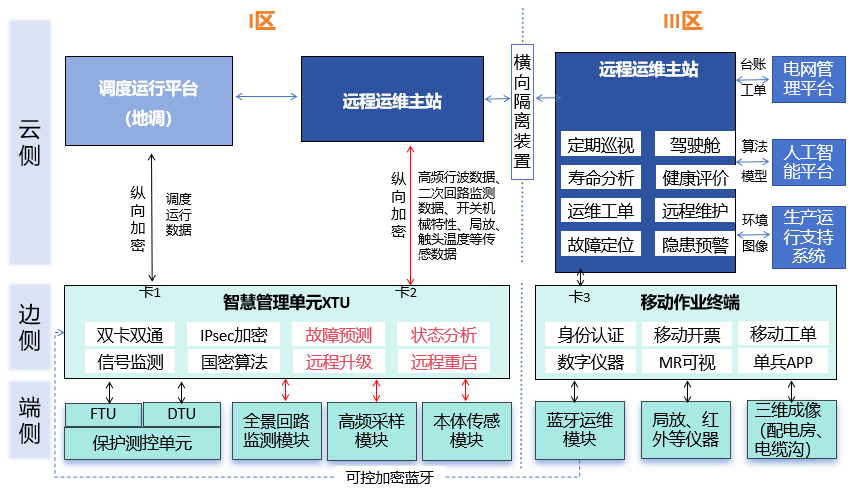 I区
III区
云侧
调度运行平台
（地调）
远程运维主站
横向隔离装置
远程运维主站
定期巡视
驾驶舱
寿命分析
健康评价
运维工单
远程维护
故障定位
隐患预警
台账
工单
电网管
理平台
算法
模型
人工智
能平台
环境
图像
生产运
行支持
系统
纵向加密
调度
运行
数据
纵向加密
高频行波数据、
二次回路监测
数据、开关机
械特性、局放、
触头温度等传
感数据
边侧
卡1
智慧管理单元XTU
卡2
双卡双通
IPsec加密
故障预测
状态分析
信号监测
国密算法
远程升级
远程重启
卡3
移动作业终端
身份认证
移动开票
移动工单
数字仪器
MR可视
单兵APP
端侧
FTU
DTU
保护测控单元
全景回路
监测模块
高频采样
模块
本体传感
模块
蓝牙运维
模块
局放、红
外等仪器
三维成像
（配电房、
电缆沟）
可控加密蓝牙